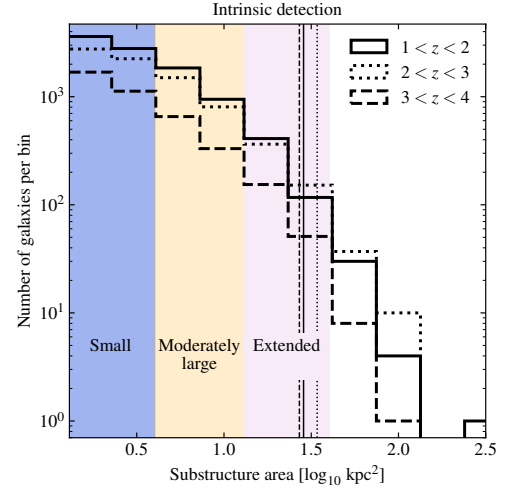 Intrinsic detection
1 < z < 2
2 < z < 3
3 < z < 4
Number of galaxies per bin
10³
10²
10¹
10⁰
Small
Moderately
large
Extended
0.5
1.0
1.5
2.0
2.5
Substructure area [log₁₀ kpc²]